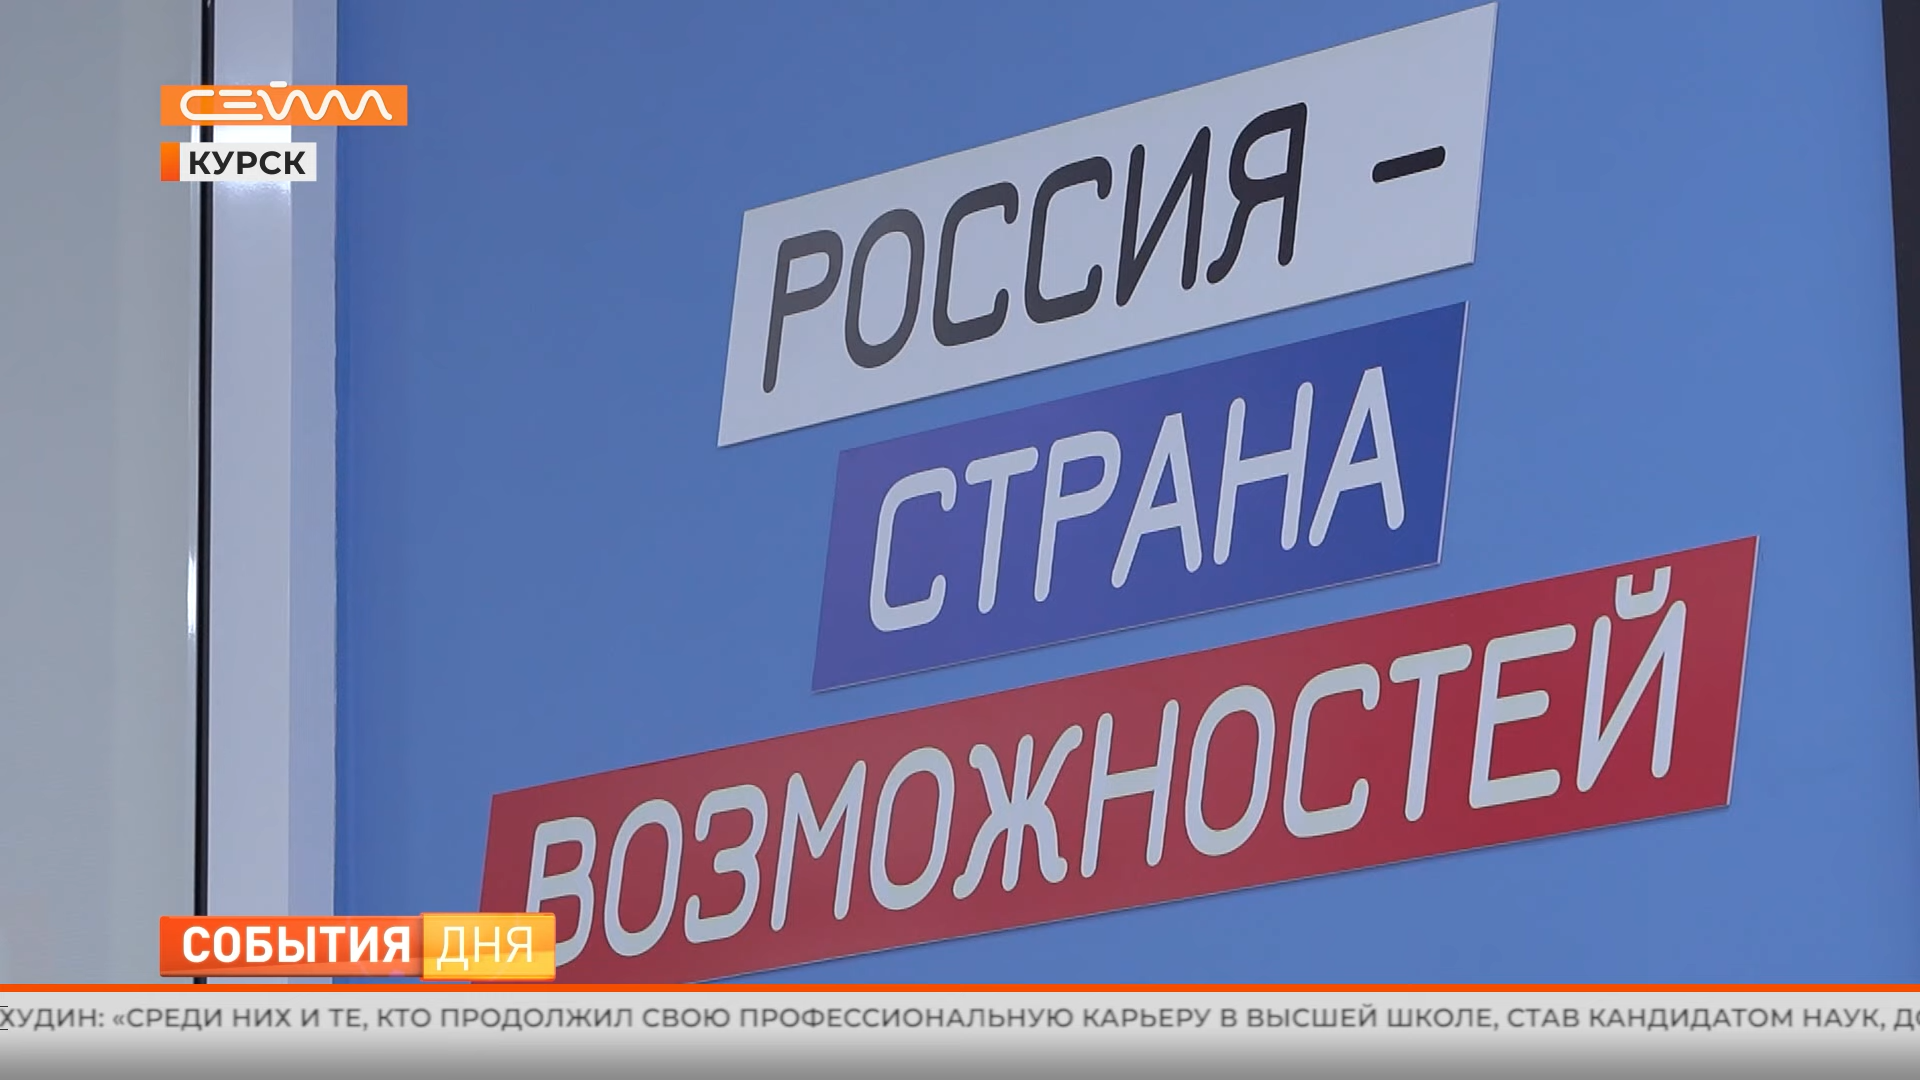 СЕЙМ
КУРСК
РОССИЯ -
СТРАНА
ВОЗМОЖНОСТЕЙ
СОБЫТИЯ ДНЯ
ХУДИН: «СРЕДИ НИХ И ТЕ, КТО ПРОДОЛЖИЛ СВОЮ ПРОФЕССИОНАЛЬНУЮ КАРЬЕРУ В ВЫСШЕЙ ШКОЛЕ, СТАВ КАНДИДАТОМ НАУК,